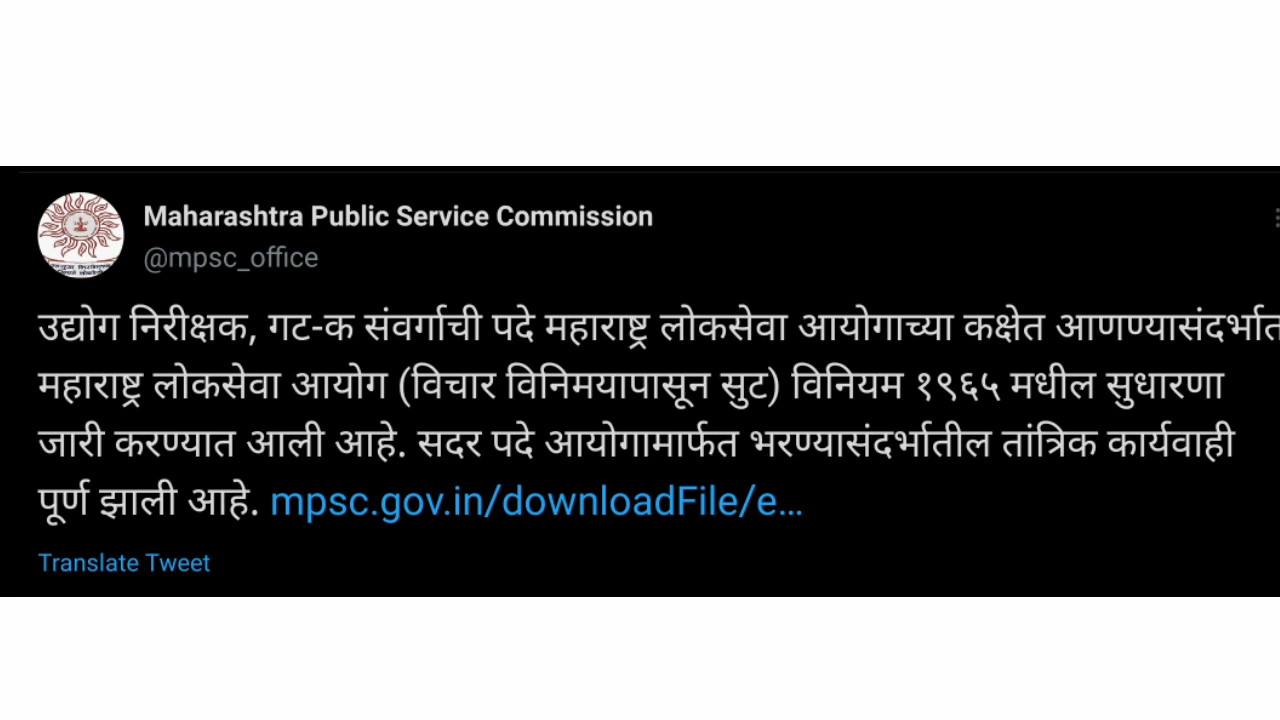 Maharashtra Public Service Commission
@mpsc_office
उद्योग निरीक्षक, गट-क संवर्गाची पदे महाराष्ट्र लोकसेवा आयोगाच्या कक्षेत आणण्यासंदर्भात
महाराष्ट्र लोकसेवा आयोग (विचार विनिमयापासून सुट) विनियम १९६५ मधील सुधारणा
जारी करण्यात आली आहे. सदर पदे आयोगामार्फत भरण्यासंदर्भातील तांत्रिक कार्यवाही
पूर्ण झाली आहे. mpsc.gov.in/downloadFile/e…
Translate Tweet